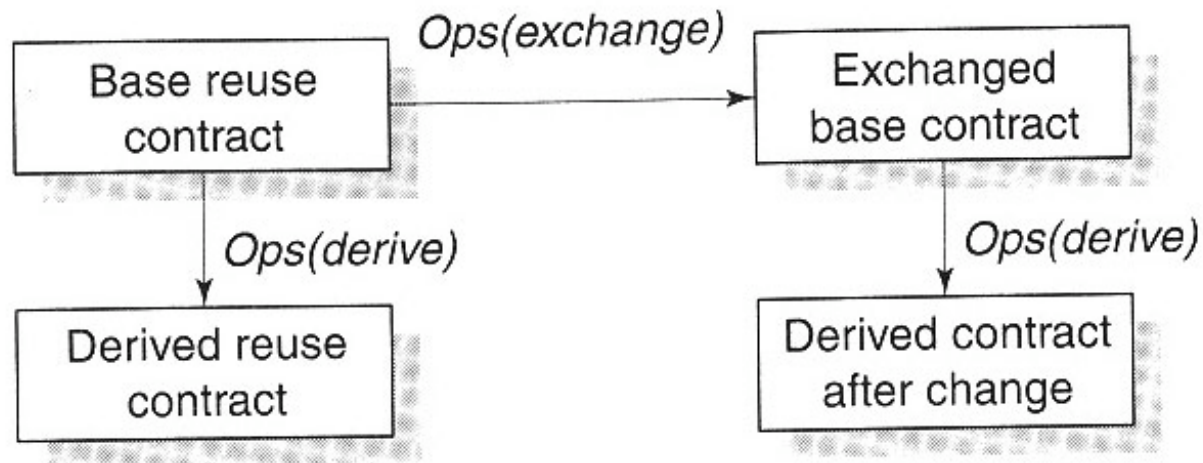 Ops(exchange)
Base reuse
contract
Exchanged
base contract
Ops(derive)
Ops(derive)
Derived reuse
contract
Derived contract
after change